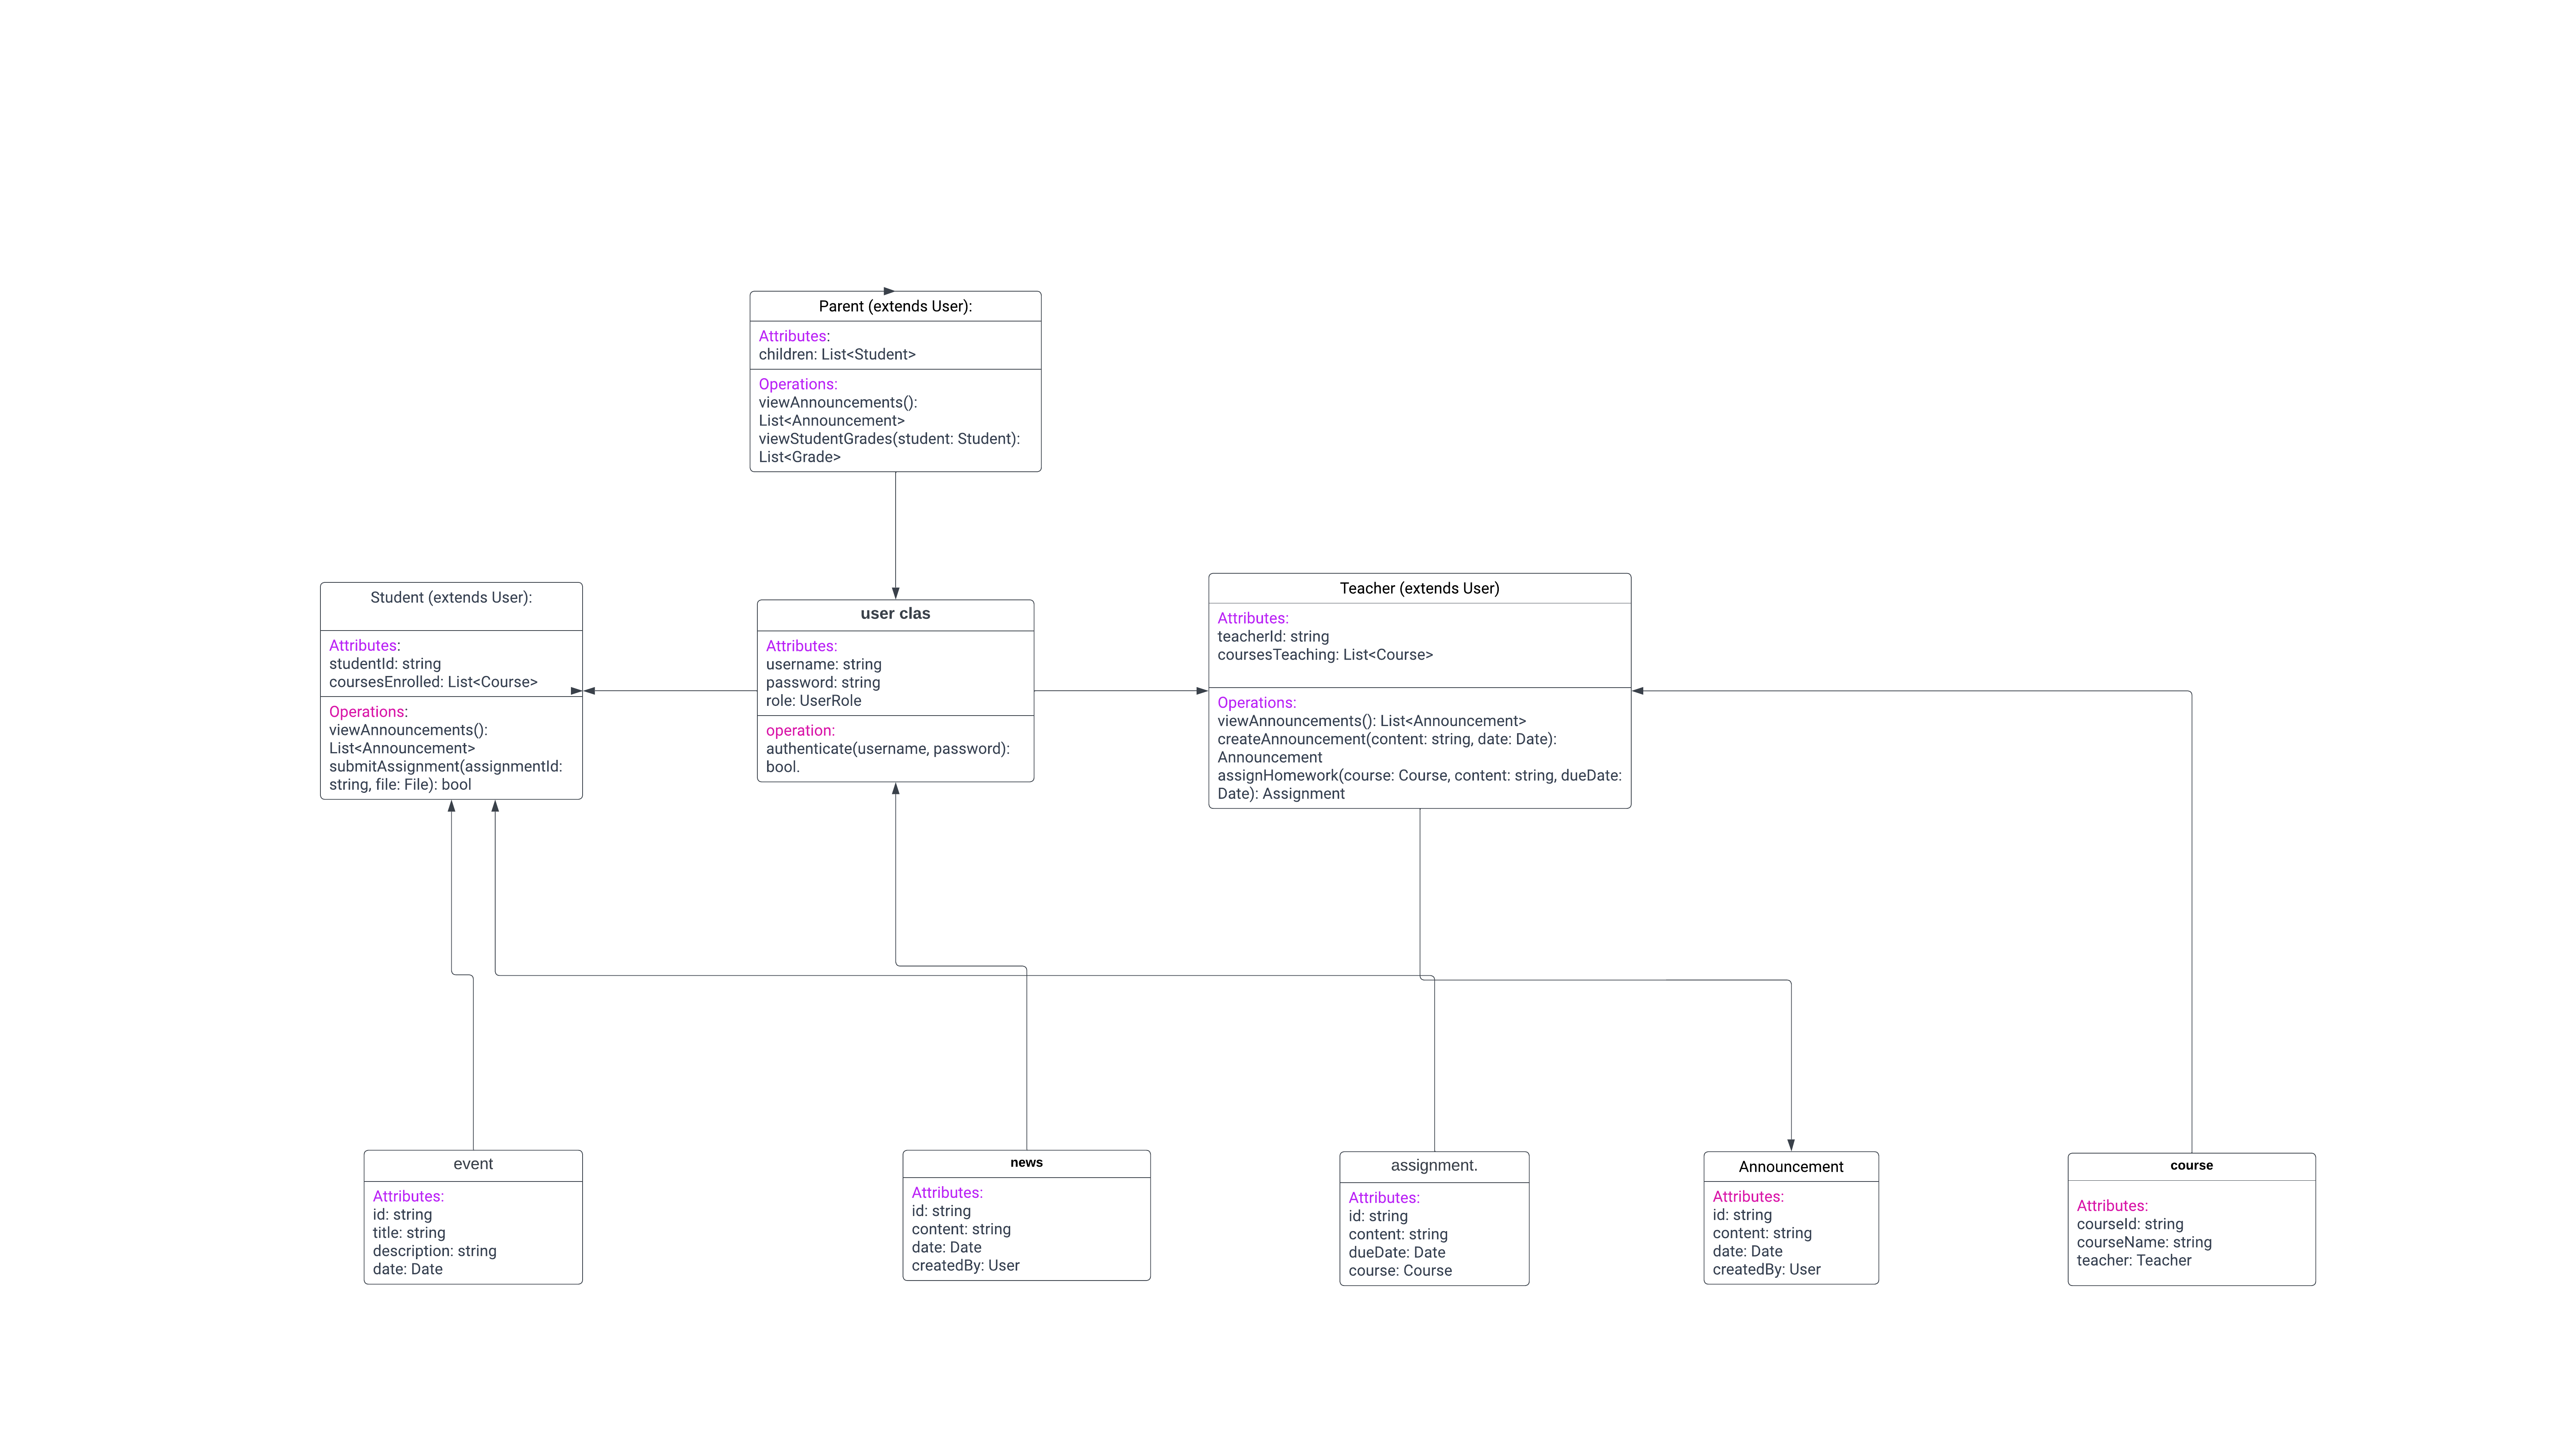 Parent (extends User):
Attributes:
children: List<Student>
Operations:
viewAnnouncements():
List<Announcement>
viewStudentGrades(student: Student):
List<Grade>
Student (extends User):
Attributes:
studentId: string
coursesEnrolled: List<Course>
Operations:
viewAnnouncements():
List<Announcement>
submitAssignment(assignmentId:
string, file: File): bool
user clas
Attributes:
username: string
password: string
role: UserRole
operation:
authenticate(username, password):
bool.
Teacher (extends User)
Attributes:
teacherId: string
coursesTeaching: List<Course>
Operations:
viewAnnouncements(): List<Announcement>
createAnnouncement(content: string, date: Date):
Announcement
assignHomework(course: Course, content: string, dueDate:
Date): Assignment
event
Attributes:
id: string
title: string
description: string
date: Date
news
Attributes:
id: string
content: string
date: Date
createdBy: User
assignment.
Attributes:
id: string
content: string
dueDate: Date
course: Course
Announcement
Attributes:
id: string
content: string
date: Date
createdBy: User
course
Attributes:
courseId: string
courseName: string
teacher: Teacher